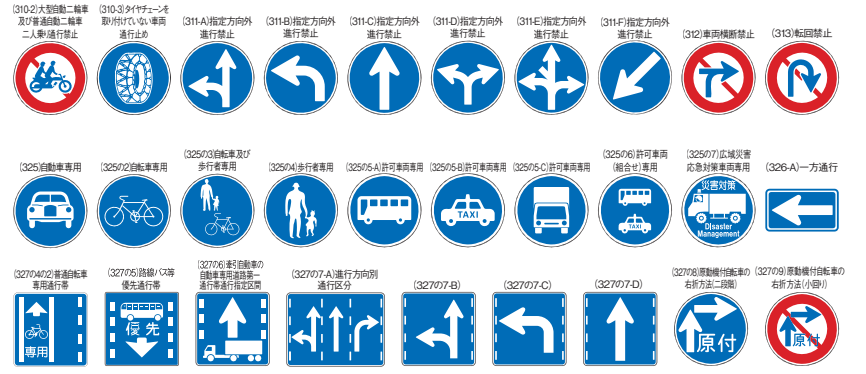 (310-2)大型自動二輪車
及び普通自動二輪車
二人乗り通行禁止
(310-3)タイヤチェーンを
取り付けていない車両
通行止め
(311-A)指定方向外
進行禁止
(311-B)指定方向外
進行禁止
(311-C)指定方向外
進行禁止
(311-D)指定方向外
進行禁止
(311-E)指定方向外
進行禁止
(311-F)指定方向外
進行禁止
(312)車両横断禁止
(313)転回禁止
(325)自動車専用
(325の2)自転車専用
(325の3)自転車及び
歩行者専用
(325の4)歩行者専用
(325の5-A)許可車両専用
(325の5-B)許可車両専用
TAXI
(325の5-C)許可車両専用
(325の6)許可車両
(組合せ)専用
TAXI
(325の7)広域災害
応急対策車両専用
災害対策
Disaster
Management
(326-A)一方通行
(327の4の2)普通自転車
専用通行帯
専用
(327の5)路線バス等
優先通行帯
優先
(327の6)牽引自動車の
自動車専用道路第一
通行帯通行指定区間
(327の7-A)進行方向別
通行区分
(327の7-B)
(327の7-C)
(327の7-D)
(327の8)原動機付自転車の
右折方法(二段階)
原付
(327の9)原動機付自転車の
右折方法(小回り)
原付